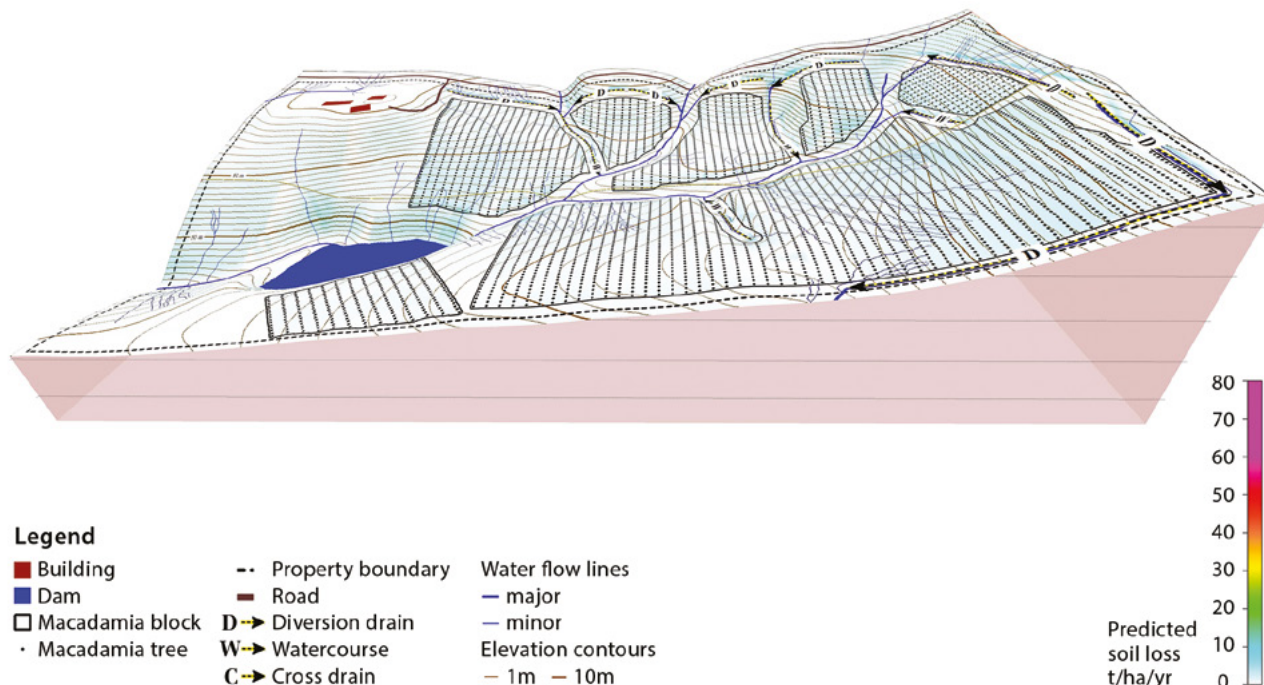 D
D
D
D
D
D
D
D
W
W
W
W
W
80
70
60
50
40
30
20
10
0
Predicted
soil loss
t/ha/yr
Legend
Building
Dam
Macadamia block
Macadamia tree
Property boundary
Road
D Diversion drain
W Watercourse
C Cross drain
Water flow lines
major
minor
Elevation contours
1m 10m